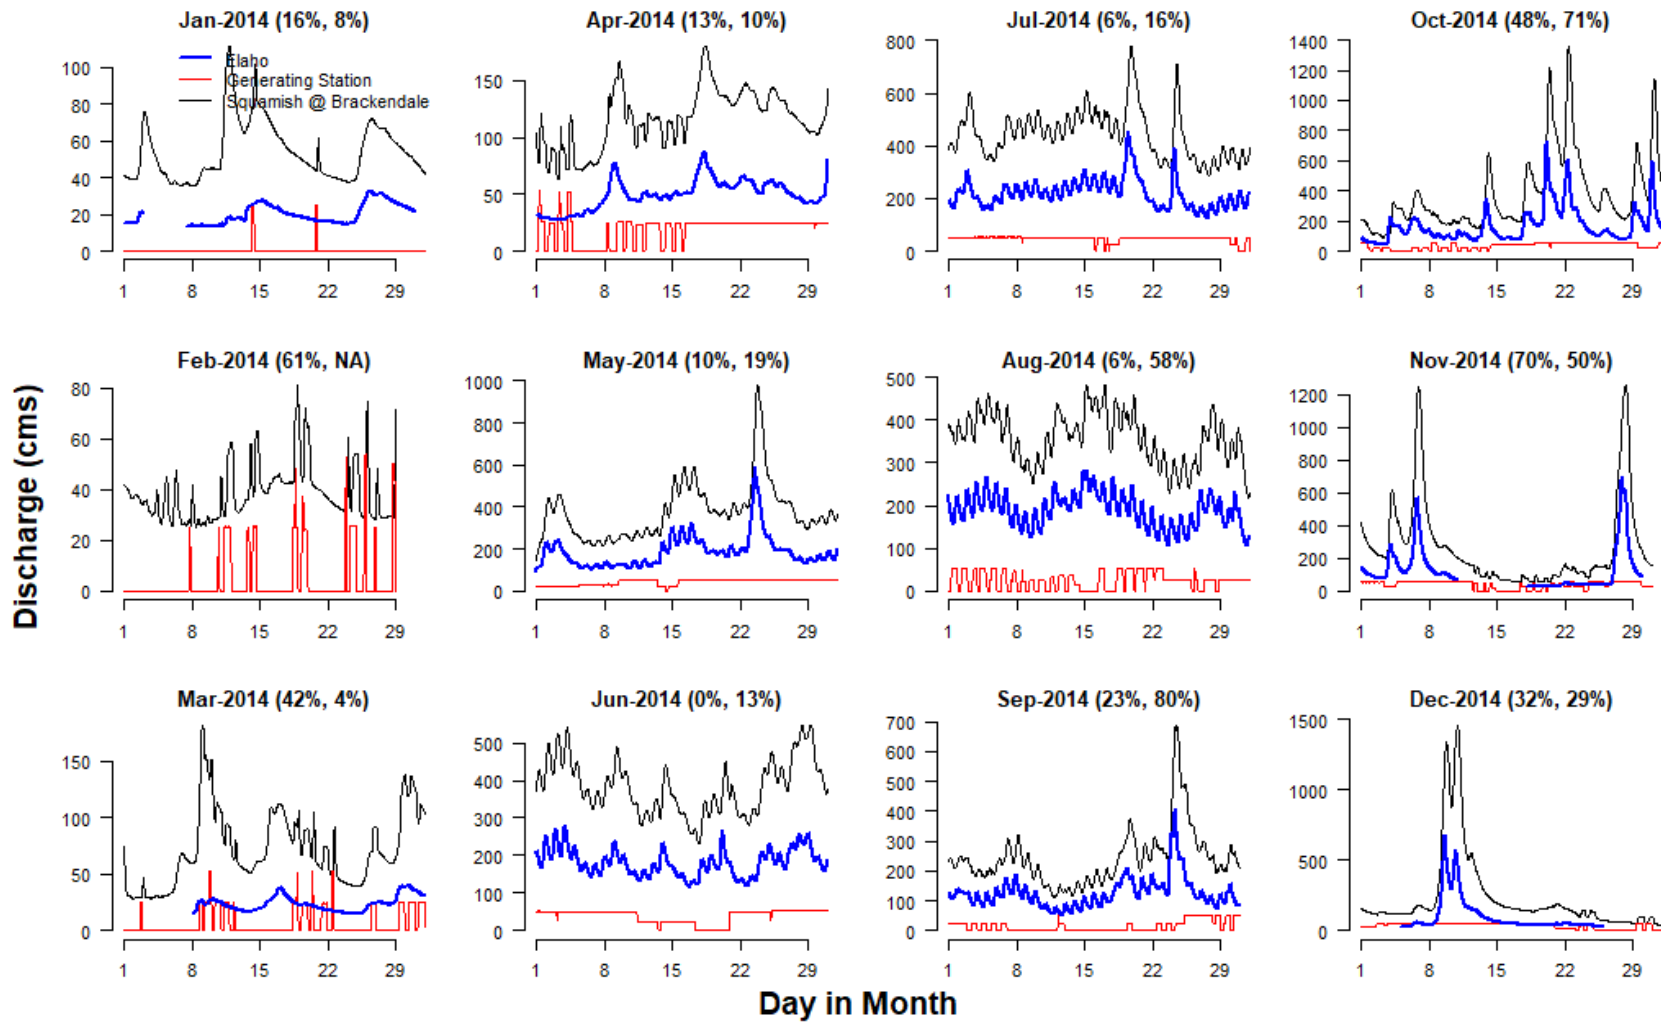 Jan-2014 (16%, 8%)
Elaho
Generating Station
Squamish @ Brackendale
100
80
60
40
20
0
1 8 15 22 29
Apr-2014 (13%, 10%)
150
100
50
0
1 8 15 22 29
Jul-2014 (6%, 16%)
800
600
400
200
0
1 8 15 22 29
Oct-2014 (48%, 71%)
1400
1200
1000
800
600
400
200
0
1 8 15 22 29
Discharge (cms)
Feb-2014 (61%, NA)
80
60
40
20
0
1 8 15 22 29
May-2014 (10%, 19%)
1000
800
600
400
200
0
1 8 15 22 29
Aug-2014 (6%, 58%)
500
400
300
200
100
0
1 8 15 22 29
Nov-2014 (70%, 50%)
1200
1000
800
600
400
200
0
1 8 15 22 29
Mar-2014 (42%, 4%)
150
100
50
0
1 8 15 22 29
Jun-2014 (0%, 13%)
500
400
300
200
100
0
1 8 15 22 29
Sep-2014 (23%, 80%)
700
600
500
400
300
200
100
0
1 8 15 22 29
Dec-2014 (32%, 29%)
1500
1000
500
0
1 8 15 22 29
Day in Month